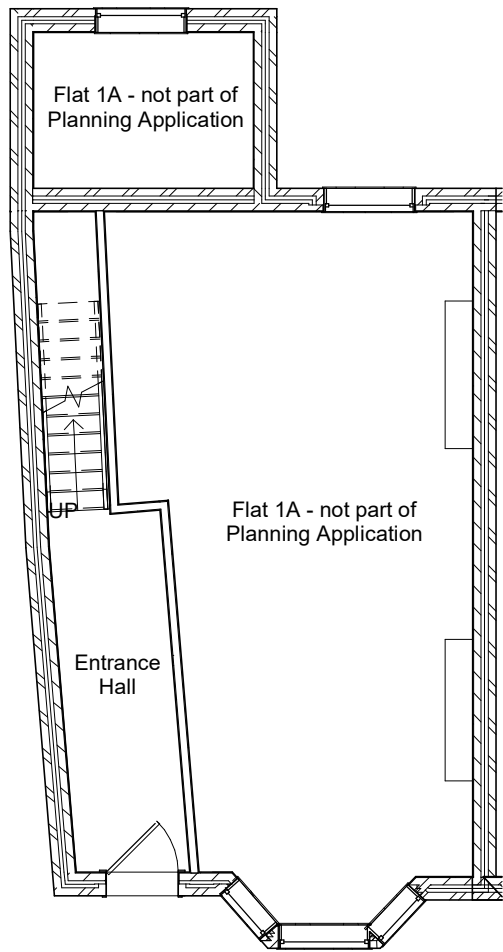 Flat 1A - not part of
Planning Application
UP
Flat 1A - not part of
Planning Application
Entrance
Hall